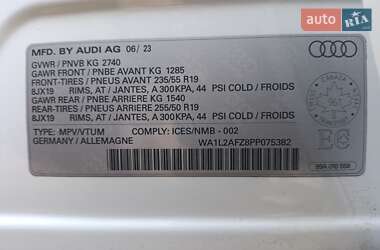 AUTO RIA
MFD. BY AUDI AG 06 / 23
GVWR / PNVB KG 2740
GAWR FRONT / PNBE AVANT KG 1285
FRONT-TIRES / PNEUS AVANT 235/55 R19
8JX19 RIMS, AT / JANTES, A 300KPA, 44 PSI COLD / FROIDS
GAWR REAR / PNBE ARRIERE KG 1540
REAR-TIRES / PNEUS ARRIERE 255/50 R19
8JX19 RIMS, AT / JANTES, A 300KPA, 44 PSI COLD / FROIDS
TYPE: MPV/VTUM COMPLY: ICES/NMB - 002
GERMANY / ALLEMAGNE WA1L2AFZ8PP075382